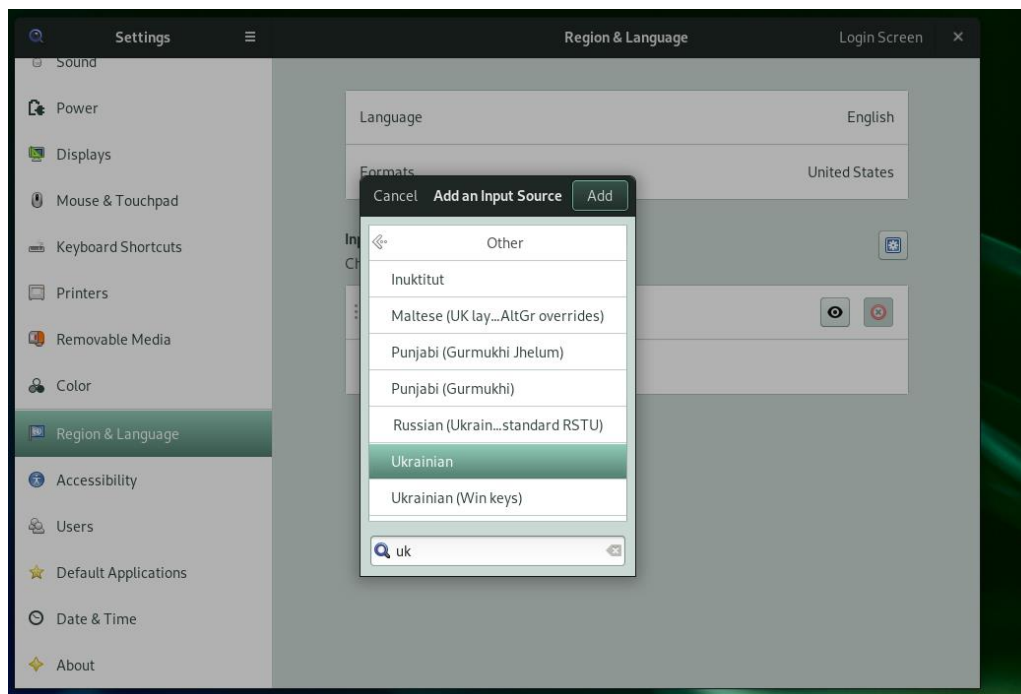 Settings
Region & Language
Login Screen
Sound
Power
Displays
Mouse & Touchpad
Keyboard Shortcuts
Printers
Removable Media
Color
Region & Language
Accessibility
Users
Default Applications
Date & Time
About
Language
English
Formats
United States
Inp
Ch
Cancel
Add an Input Source
Add
Other
Inuktitut
Maltese (UK lay...AltGr overrides)
Punjabi (Gurmukhi Jhelum)
Punjabi (Gurmukhi)
Russian (Ukrain...standard RSTU)
Ukrainian
Ukrainian (Win keys)
uk